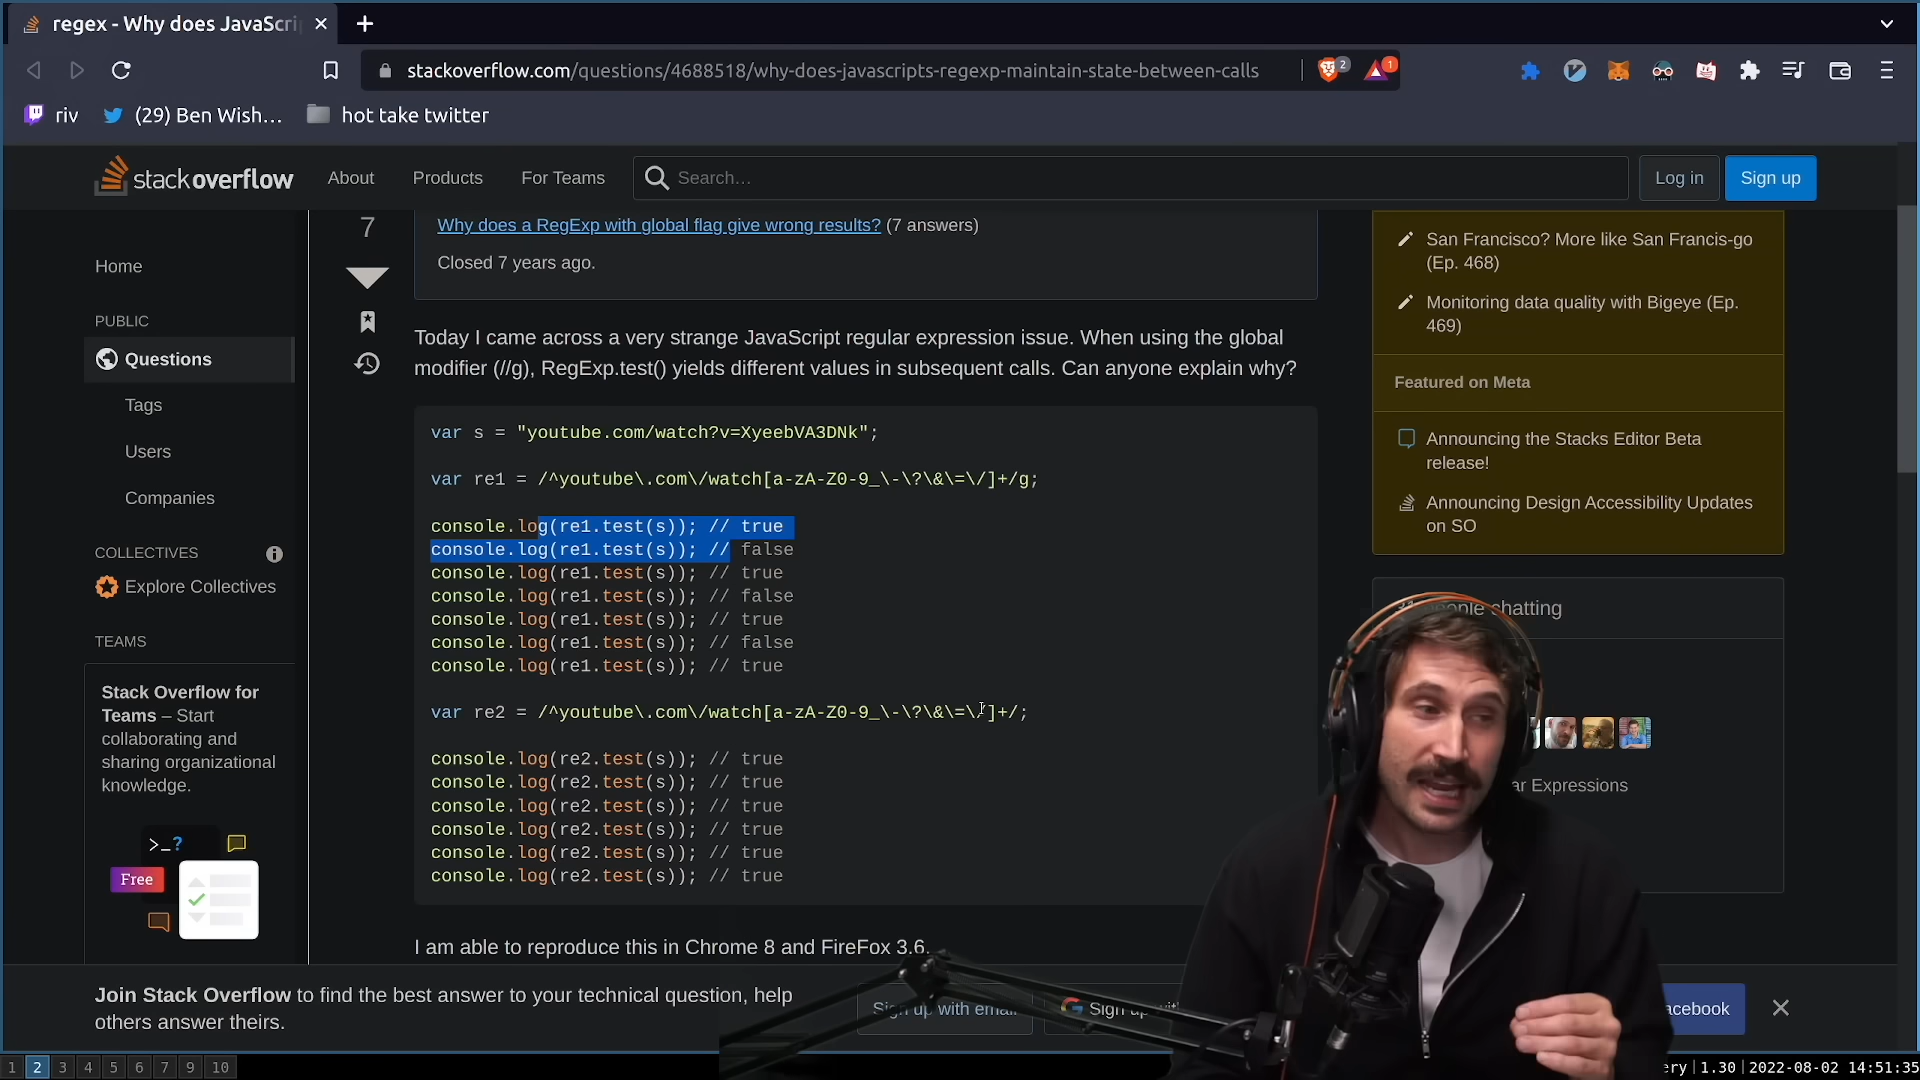 regex - Why does JavaScri
stackoverflow.com/questions/4688518/why-does-javascripts-regexp-maintain-state-between-calls
2
1
riv
(29) Ben Wish…
hot take twitter
stackoverflow
About
Products
For Teams
Search…
Log in
Sign up
Home
PUBLIC
Questions
Tags
Users
Companies
COLLECTIVES
Explore Collectives
TEAMS
Stack Overflow for
Teams – Start
collaborating and
sharing organizational
knowledge.
>_?
Free
7
Why does a RegExp with global flag give wrong results? (7 answers)
Closed 7 years ago.
Today I came across a very strange JavaScript regular expression issue. When using the global
modifier (//g), RegExp.test() yields different values in subsequent calls. Can anyone explain why?
var s = "youtube.com/watch?v=XyeebVA3DNk";
var re1 = /^youtube\.com\/watch[a-zA-Z0-9_\-\?\&\=\/]+/g;
console.log(re1.test(s)); // true
console.log(re1.test(s)); // false
console.log(re1.test(s)); // true
console.log(re1.test(s)); // false
console.log(re1.test(s)); // true
console.log(re1.test(s)); // false
console.log(re1.test(s)); // true
var re2 = /^youtube\.com\/watch[a-zA-Z0-9_\-\?\&\=\/]+/;
console.log(re2.test(s)); // true
console.log(re2.test(s)); // true
console.log(re2.test(s)); // true
console.log(re2.test(s)); // true
console.log(re2.test(s)); // true
console.log(re2.test(s)); // true
I am able to reproduce this in Chrome 8 and FireFox 3.6.
San Francisco? More like San Francis-go
(Ep. 468)
Monitoring data quality with Bigeye (Ep.
469)
Featured on Meta
Announcing the Stacks Editor Beta
release!
Announcing Design Accessibility Updates
on SO
people chatting
ar Expressions
Join Stack Overflow to find the best answer to your technical question, help
others answer theirs.
Sign up with email
Sign up wit
acebook
1 2 3 4 5 6 7 9 10
ery | 1.30 | 2022-08-02 14:51:35